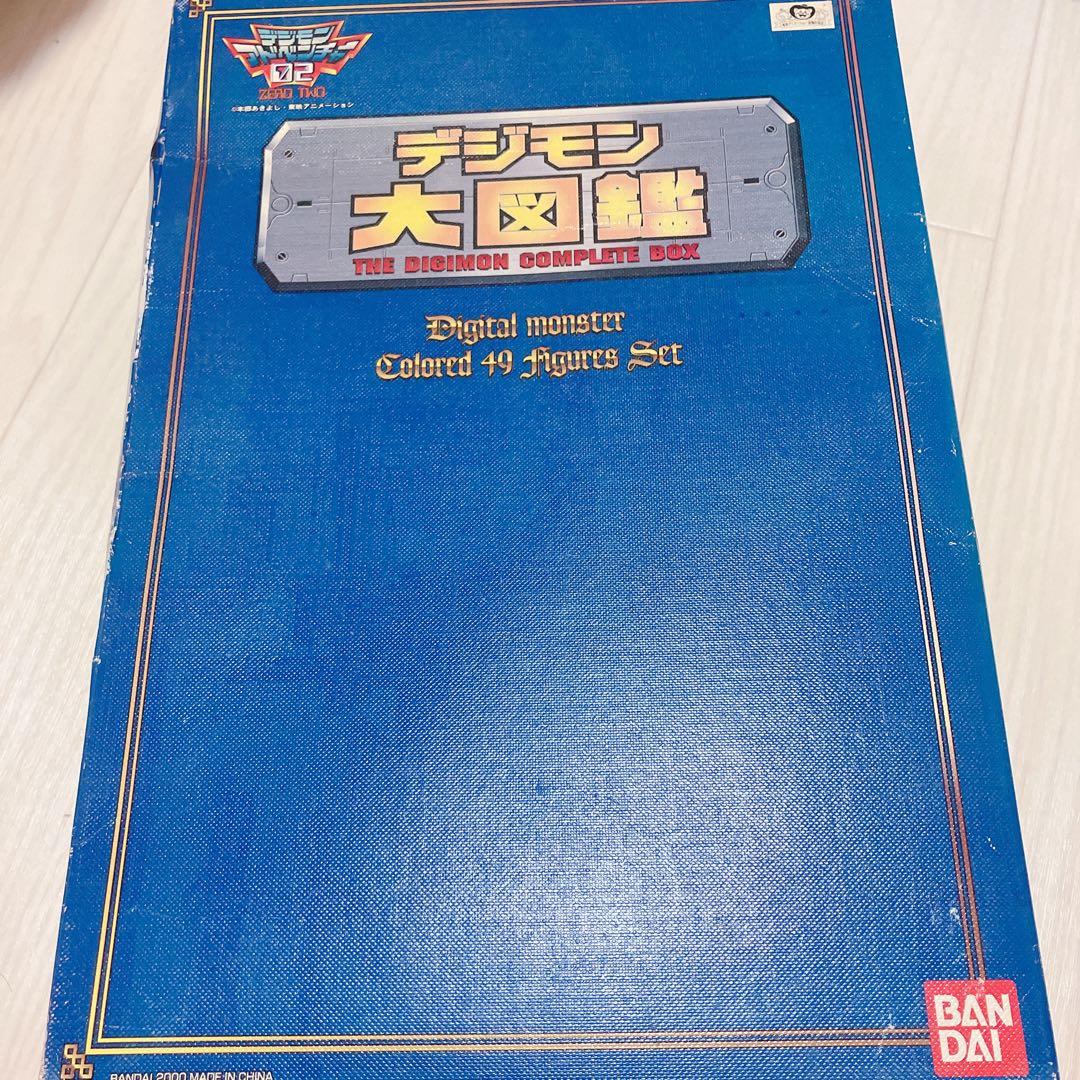 デジモン
アドベンチャー
02
ZERO TWO
©本郷あきよし・東映アニメーション
デジモン
大図鑑
THE DIGIMON COMPLETE BOX
Digital monster
Colored 49 Figures Set
BAN
DAI
BANDAI 2000 MADE IN CHINA